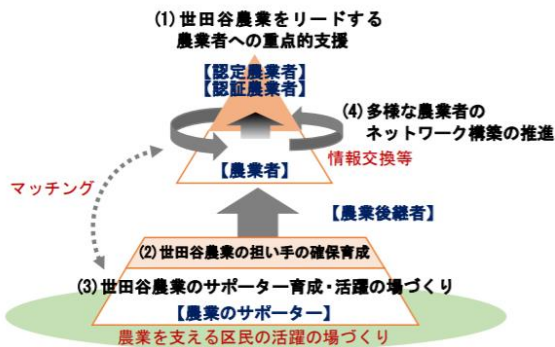 (1)世田谷農業をリードする
農業者への重点的支援
【認定農業者】
【認証農業者】
(4)多様な農業者の
ネットワーク構築の推進
情報交換等
【農業者】
マッチング
【農業後継者】
(2)世田谷農業の担い手の確保育成
(3)世田谷農業のサポーター育成・活躍の場づくり
【農業のサポーター】
農業を支える区民の活躍の場づくり